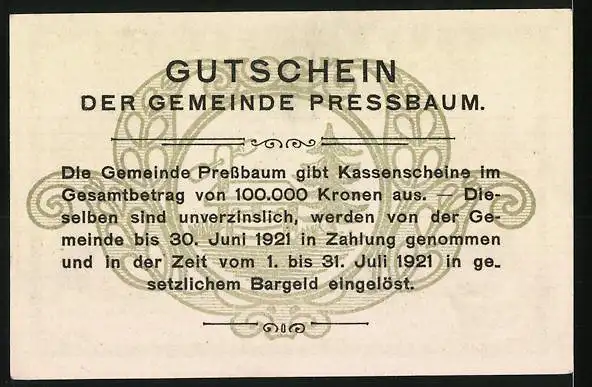 GUTSCHEIN
DER GEMEINDE PRESSBAUM.
Die Gemeinde Preßbaum gibt Kassenscheine im
Gesamtbetrag von 100.000 Kronen aus. — Die-
selben sind unverzinslich, werden von der Ge-
meinde bis 30. Juni 1921 in Zahlung genommen
und in der Zeit vom 1. bis 31. Juli 1921 in ge-
setzlichem Bargeld eingelöst.